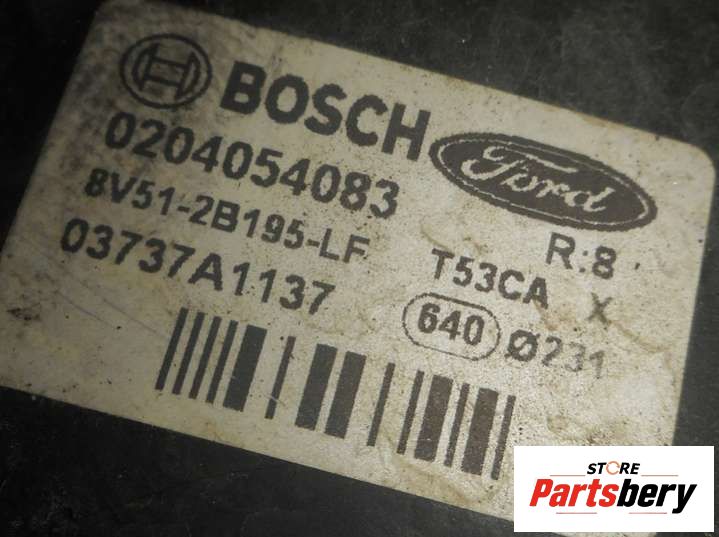 BOSCH
0204054083
Ford
8V51-2B195-LF
R:8
03737A1137
T53CA X
640 Ø231
STORE
Partsbery